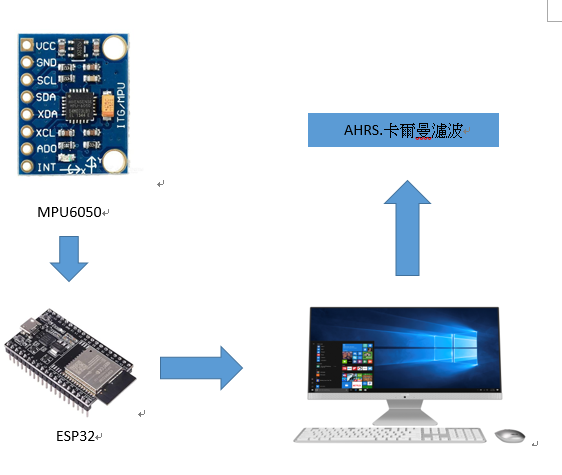 VCC
GND
SCL
SDA
XDA
XCL
ADO
INT
ITG/MPU
Y
X
MPU6050
AHRS.卡爾曼濾波
ESP32